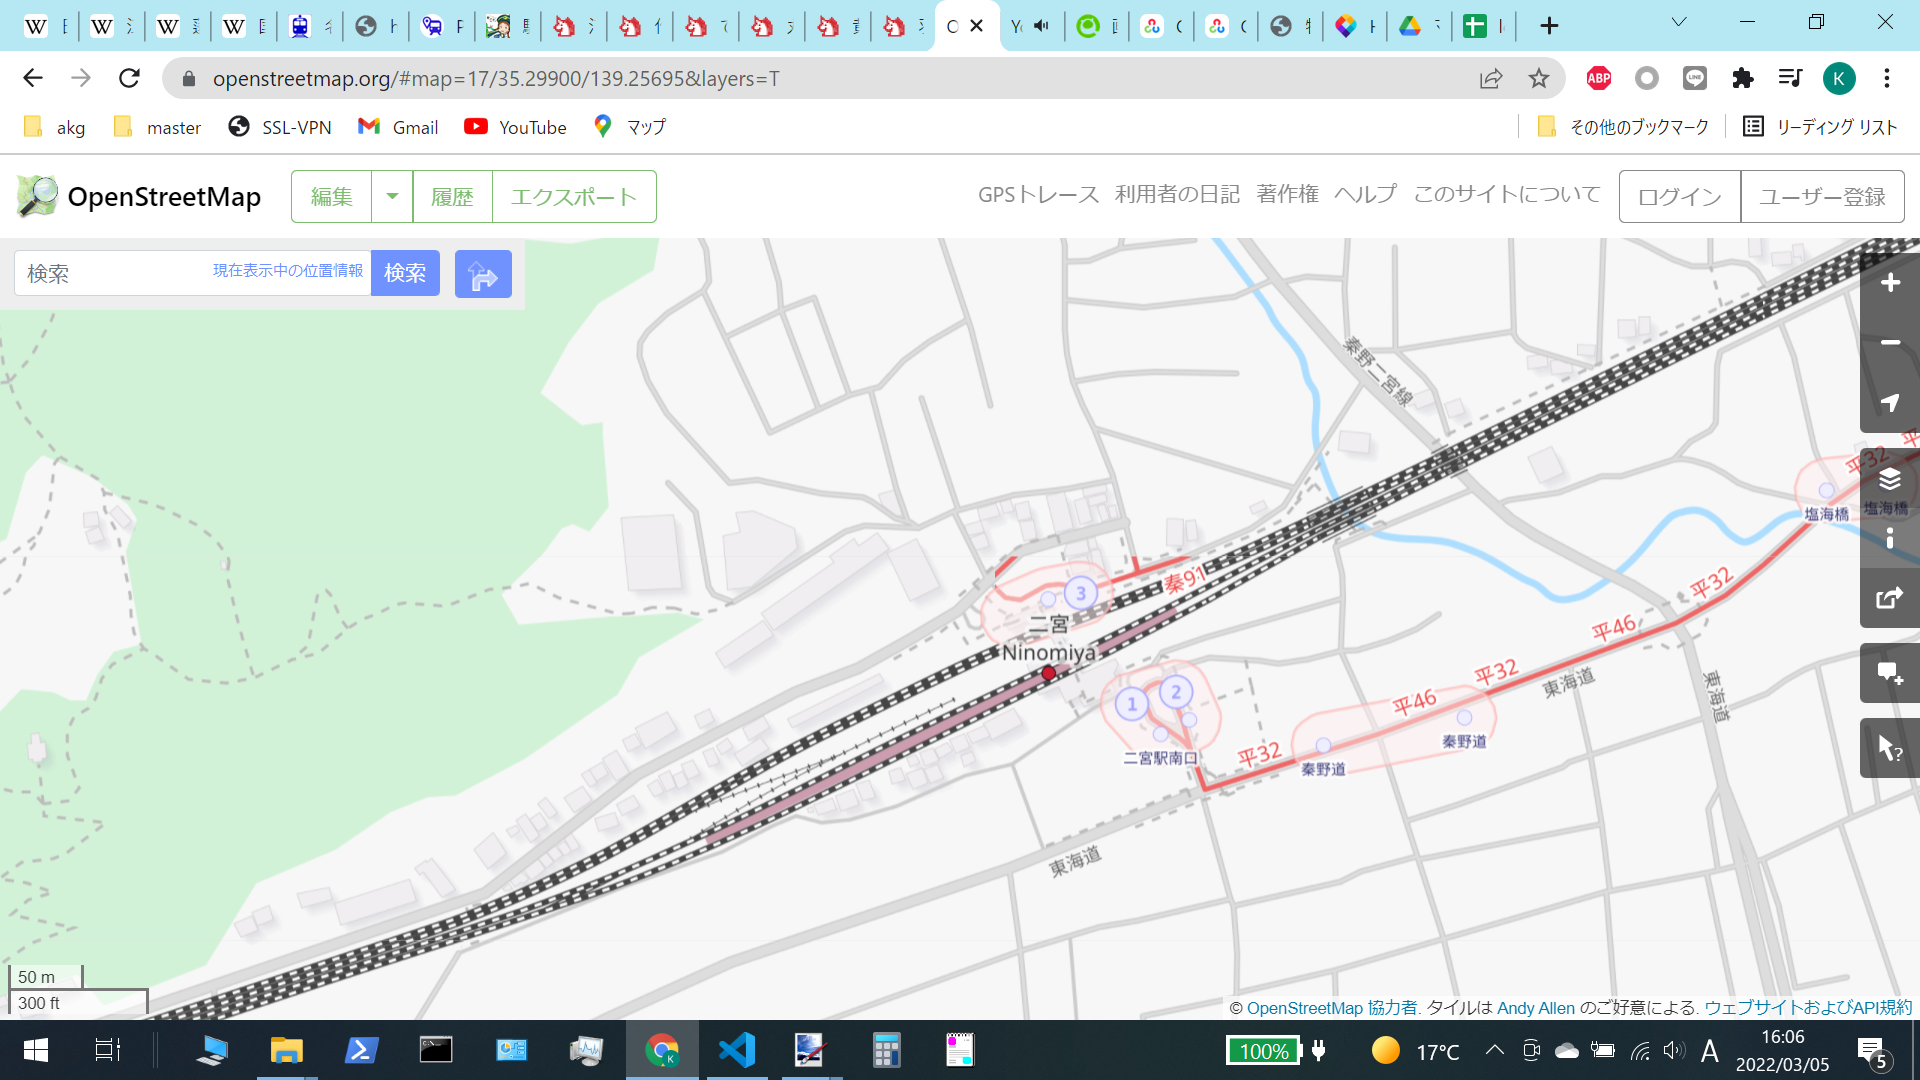 openstreetmap.org/#map=17/35.29900/139.25695&layers=T
ABP
LINE
K
akg
master
SSL-VPN
Gmail
YouTube
マップ
その他のブックマーク
リーディング リスト
OpenStreetMap
編集
履歴
エクスポート
GPSトレース
利用者の日記
著作権
ヘルプ
このサイトについて
ログイン
ユーザー登録
検索
現在表示中の位置情報
検索
秦野二宮線
平32
塩海橋
塩海橋
秦91
3
二宮
Ninomiya
平32
平46
平32
東海道
東海道
平46
1
2
二宮駅南口
平32
秦野道
秦野道
東海道
50 m
300 ft
© OpenStreetMap 協力者. タイルは Andy Allen のご好意による. ウェブサイトおよびAPI規約
100%
17℃
A
16:06
2022/03/05
5